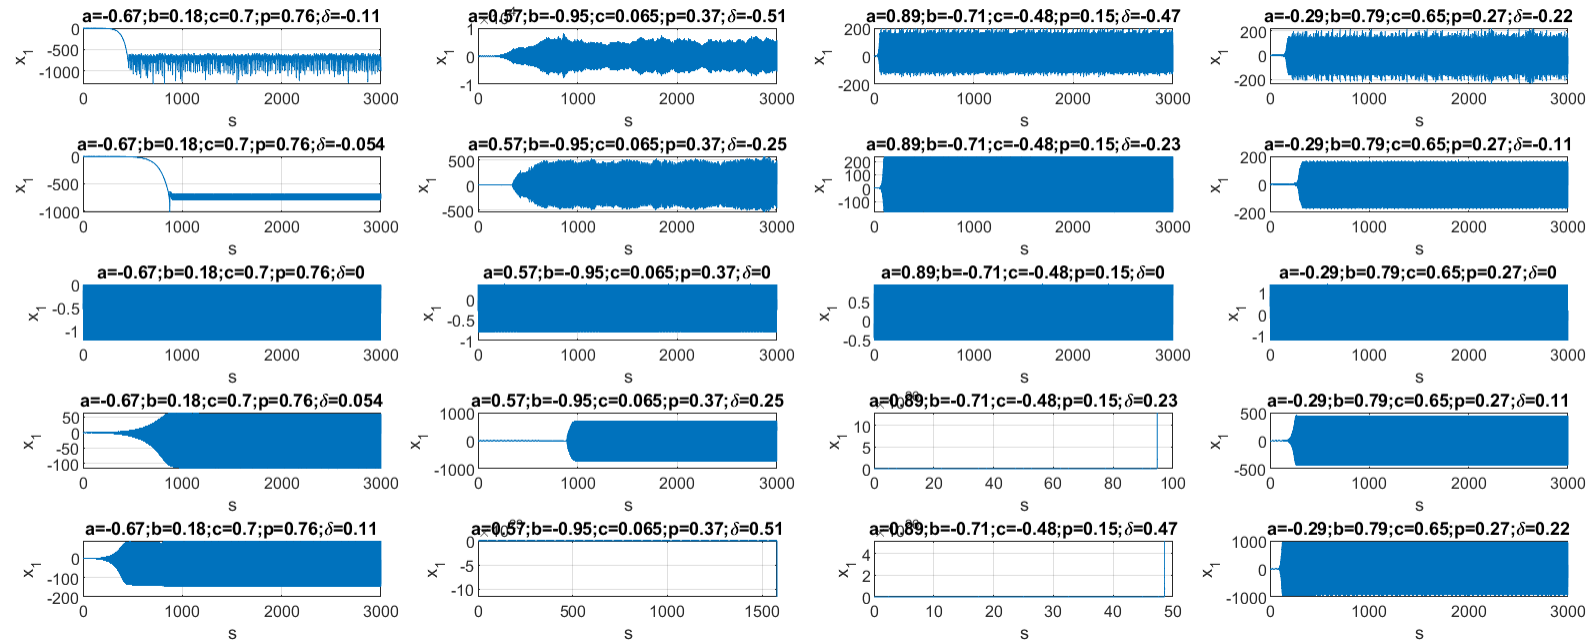 a=-0.67;b=0.18;c=0.7;p=0.76;δ=-0.11
0
-500
-1000
x1
0 1000 2000 3000
s
a=0.57;b=-0.95;c=0.065;p=0.37;δ=-0.51
1
0
-1
x1
0 1000 2000 3000
s
a=0.89;b=-0.71;c=-0.48;p=0.15;δ=-0.47
200
0
-200
x1
0 1000 2000 3000
s
a=-0.29;b=0.79;c=0.65;p=0.27;δ=-0.22
200
0
-200
x1
0 1000 2000 3000
s
a=-0.67;b=0.18;c=0.7;p=0.76;δ=-0.054
0
-500
-1000
x1
0 1000 2000 3000
s
a=0.57;b=-0.95;c=0.065;p=0.37;δ=-0.25
500
0
-500
x1
0 1000 2000 3000
s
a=0.89;b=-0.71;c=-0.48;p=0.15;δ=-0.23
200
100
0
-100
x1
0 1000 2000 3000
s
a=-0.29;b=0.79;c=0.65;p=0.27;δ=-0.11
200
0
-200
x1
0 1000 2000 3000
s
a=-0.67;b=0.18;c=0.7;p=0.76;δ=0
0
-0.5
-1
x1
0 1000 2000 3000
s
a=0.57;b=-0.95;c=0.065;p=0.37;δ=0
0
-0.5
-1
x1
0 1000 2000 3000
s
a=0.89;b=-0.71;c=-0.48;p=0.15;δ=0
0.5
0
-0.5
x1
0 1000 2000 3000
s
a=-0.29;b=0.79;c=0.65;p=0.27;δ=0
1
0
-1
x1
0 1000 2000 3000
s
a=-0.67;b=0.18;c=0.7;p=0.76;δ=0.054
50
0
-50
-100
x1
0 1000 2000 3000
s
a=0.57;b=-0.95;c=0.065;p=0.37;δ=0.25
1000
0
-1000
x1
0 1000 2000 3000
s
a=0.89;b=-0.71;c=-0.48;p=0.15;δ=0.23
10
5
0
x1
0 20 40 60 80 100
s
a=-0.29;b=0.79;c=0.65;p=0.27;δ=0.11
500
0
-500
x1
0 1000 2000 3000
s
a=-0.67;b=0.18;c=0.7;p=0.76;δ=0.11
0
-100
-200
x1
0 1000 2000 3000
s
a=0.57;b=-0.95;c=0.065;p=0.37;δ=0.51
0
-5
-10
x1
0 500 1000 1500
s
a=0.89;b=-0.71;c=-0.48;p=0.15;δ=0.47
4
2
0
x1
0 10 20 30 40 50
s
a=-0.29;b=0.79;c=0.65;p=0.27;δ=0.22
1000
0
-1000
x1
0 1000 2000 3000
s